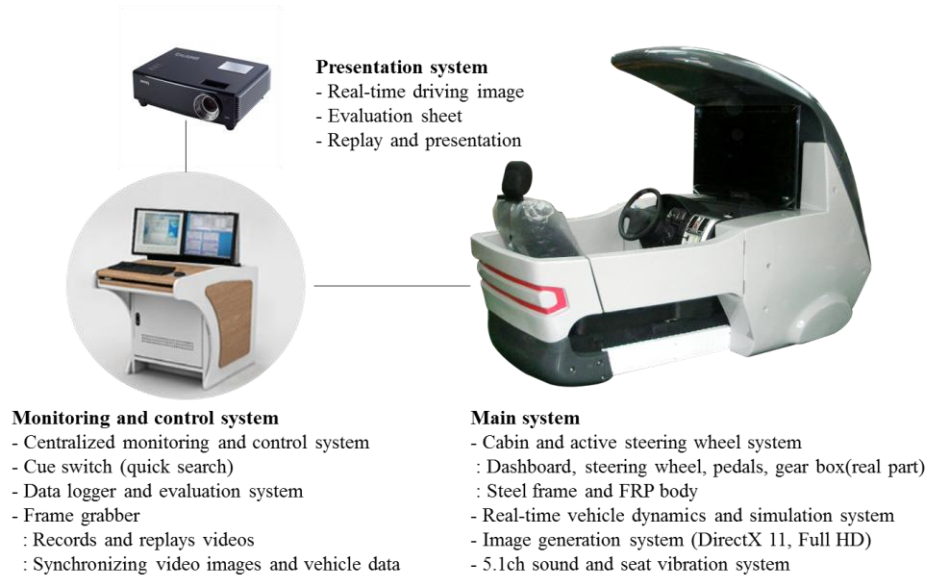 Presentation system
- Real-time driving image
- Evaluation sheet
- Replay and presentation
Monitoring and control system
- Centralized monitoring and control system
- Cue switch (quick search)
- Data logger and evaluation system
- Frame grabber
: Records and replays videos
: Synchronizing video images and vehicle data
Main system
- Cabin and active steering wheel system
: Dashboard, steering wheel, pedals, gear box(real part)
: Steel frame and FRP body
- Real-time vehicle dynamics and simulation system
- Image generation system (DirectX 11, Full HD)
- 5.1ch sound and seat vibration system